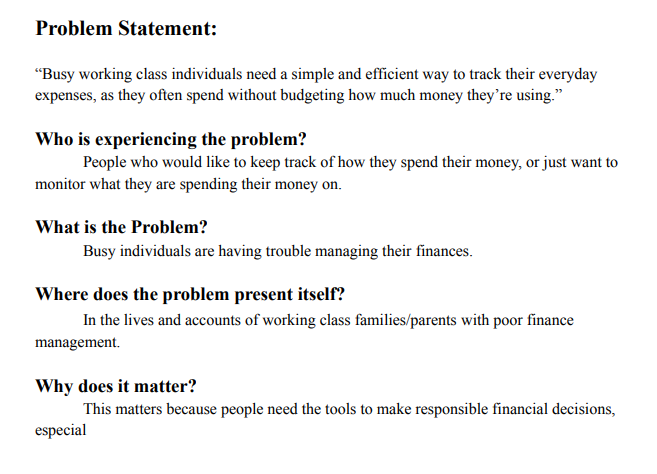 Problem Statement:
“Busy working class individuals need a simple and efficient way to track their everyday
expenses, as they often spend without budgeting how much money they’re using.”
Who is experiencing the problem?
People who would like to keep track of how they spend their money, or just want to
monitor what they are spending their money on.
What is the Problem?
Busy individuals are having trouble managing their finances.
Where does the problem present itself?
In the lives and accounts of working class families/parents with poor finance
management.
Why does it matter?
This matters because people need the tools to make responsible financial decisions,
especial